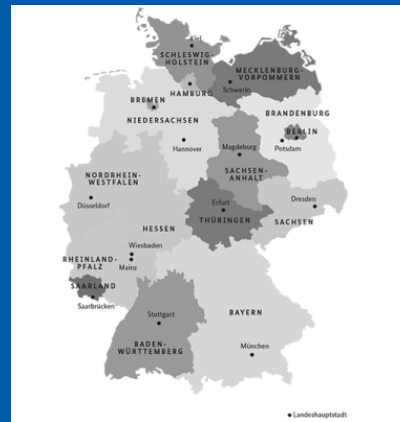 Kiel
SCHLESWIG-
HOLSTEIN
MECKLENBURG-
VORPOMMERN
Schwerin
HAMBURG
BREMEN
NIEDERSACHSEN
BRANDENBURG
BERLIN
Potsdam
Hannover
Magdeburg
SACHSEN-
ANHALT
NORDRHEIN-
WESTFALEN
Düsseldorf
Erfurt
THÜRINGEN
Dresden
SACHSEN
HESSEN
Wiesbaden
Mainz
RHEINLAND-
PFALZ
SAARLAND
Saarbrücken
Stuttgart
BADEN-
WÜRTTEMBERG
BAYERN
München
Landeshauptstadt